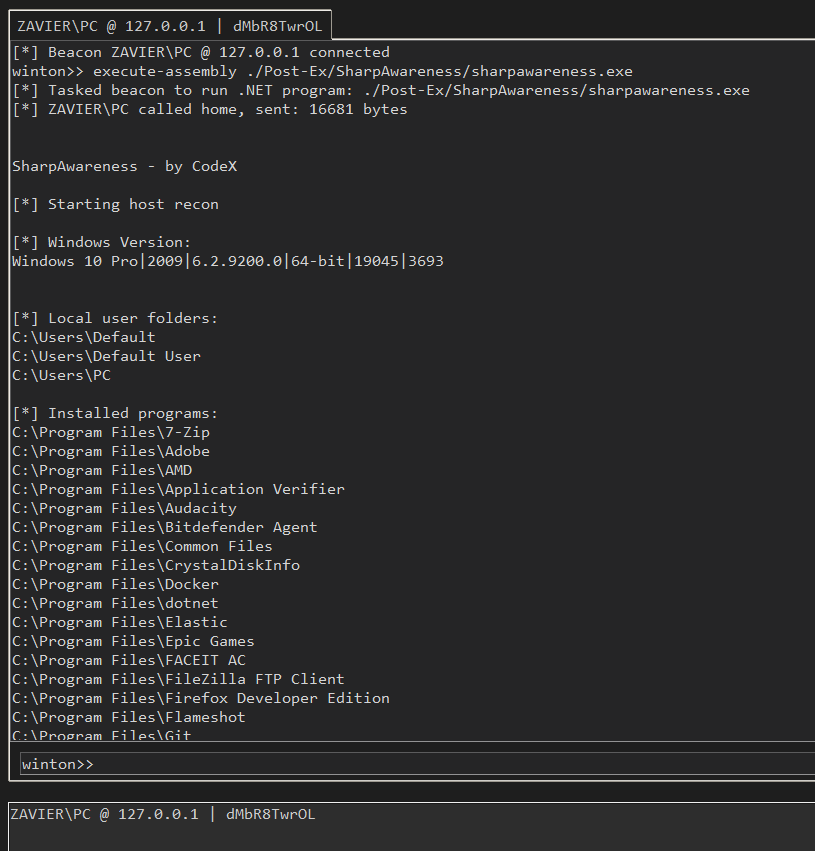 ZAVIER\PC @ 127.0.0.1 | dMbR8TwrOL
[*] Beacon ZAVIER\PC @ 127.0.0.1 connected
winton>> execute-assembly ./Post-Ex/SharpAwareness/sharpawareness.exe
[*] Tasked beacon to run .NET program: ./Post-Ex/SharpAwareness/sharpawareness.exe
[*] ZAVIER\PC called home, sent: 16681 bytes
SharpAwareness - by CodeX
[*] Starting host recon
[*] Windows Version:
Windows 10 Pro|2009|6.2.9200.0|64-bit|19045|3693
[*] Local user folders:
C:\Users\Default
C:\Users\Default User
C:\Users\PC
[*] Installed programs:
C:\Program Files\7-Zip
C:\Program Files\Adobe
C:\Program Files\AMD
C:\Program Files\Application Verifier
C:\Program Files\Audacity
C:\Program Files\Bitdefender Agent
C:\Program Files\Common Files
C:\Program Files\CrystalDiskInfo
C:\Program Files\Docker
C:\Program Files\dotnet
C:\Program Files\Elastic
C:\Program Files\Epic Games
C:\Program Files\FACEIT AC
C:\Program Files\FileZilla FTP Client
C:\Program Files\Firefox Developer Edition
C:\Program Files\Flameshot
C:\Program Files\Git
winton>>
ZAVIER\PC @ 127.0.0.1 | dMbR8TwrOL